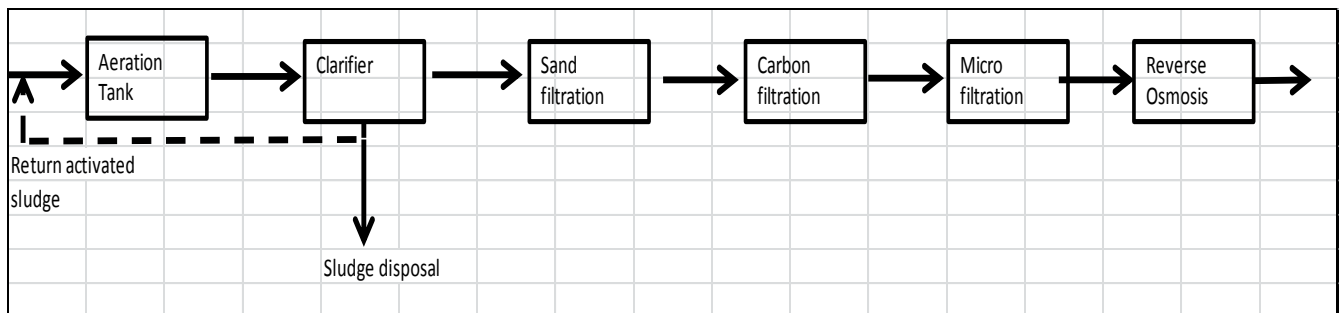 Aeration
Tank
Clarifier
Sand
filtration
Carbon
filtration
Micro
filtration
Reverse
Osmosis
Return activated
sludge
Sludge disposal